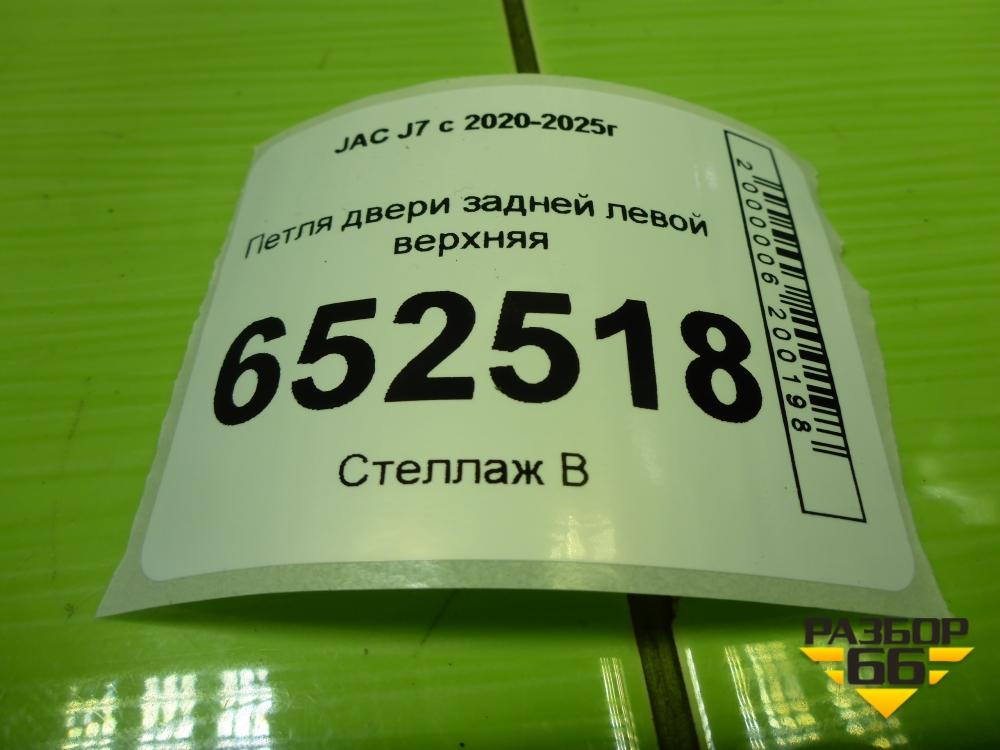 JAC J7 с 2020-2025г
Петля двери задней левой
верхняя
652518
Стеллаж В
2000006200198
РАЗБОР
66